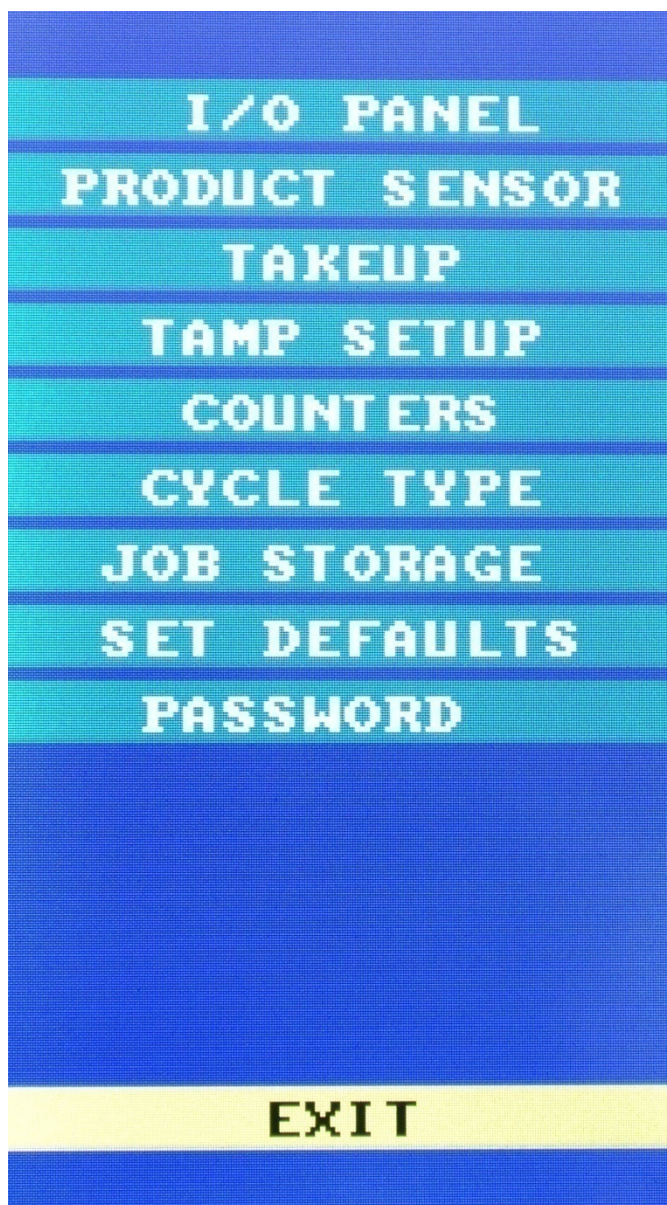 I/O PANEL
PRODUCT SENSOR
TAKEUP
TAMP SETUP
COUNTERS
CYCLE TYPE
JOB STORAGE
SET DEFAULTS
PASSWORD
EXIT